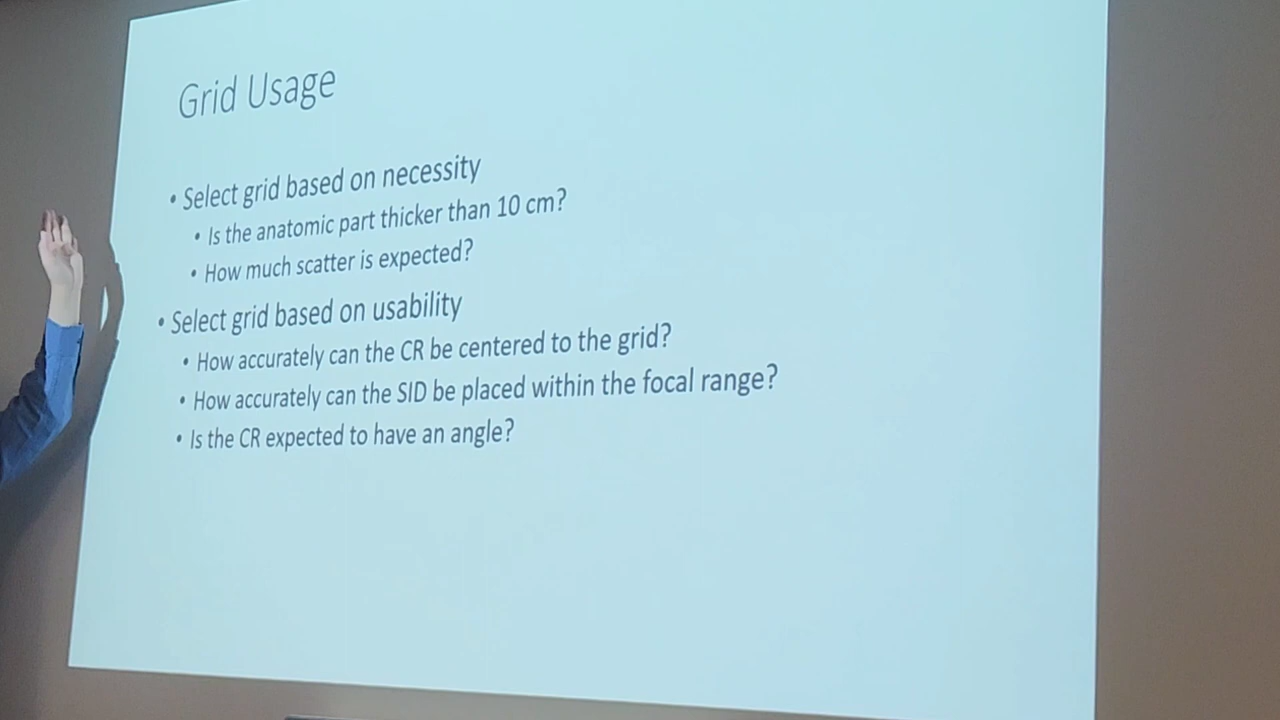 Grid Usage
• Select grid based on necessity
• Is the anatomic part thicker than 10 cm?
• How much scatter is expected?
• Select grid based on usability
• How accurately can the CR be centered to the grid?
• How accurately can the SID be placed within the focal range?
• Is the CR expected to have an angle?